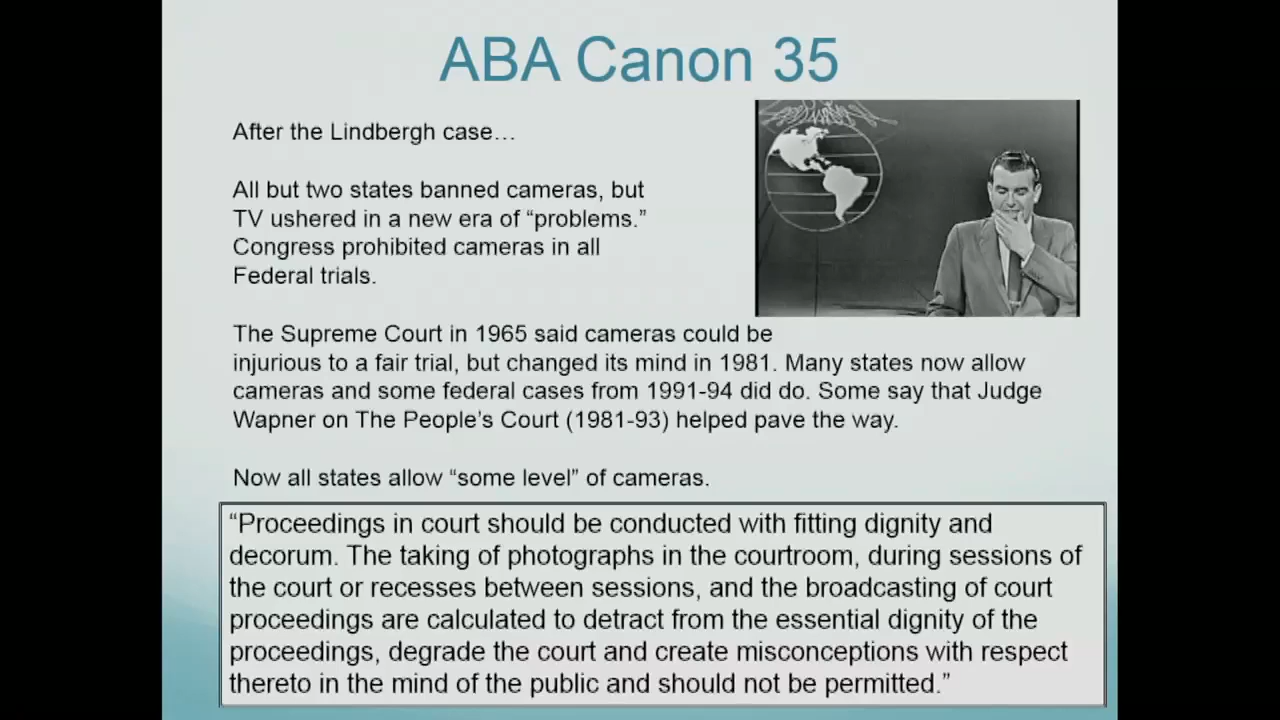 ABA Canon 35
After the Lindbergh case…
All but two states banned cameras, but
TV ushered in a new era of “problems.”
Congress prohibited cameras in all
Federal trials.
The Supreme Court in 1965 said cameras could be
injurious to a fair trial, but changed its mind in 1981. Many states now allow
cameras and some federal cases from 1991-94 did do. Some say that Judge
Wapner on The People’s Court (1981-93) helped pave the way.
Now all states allow “some level” of cameras.
“Proceedings in court should be conducted with fitting dignity and
decorum. The taking of photographs in the courtroom, during sessions of
the court or recesses between sessions, and the broadcasting of court
proceedings are calculated to detract from the essential dignity of the
proceedings, degrade the court and create misconceptions with respect
thereto in the mind of the public and should not be permitted.”